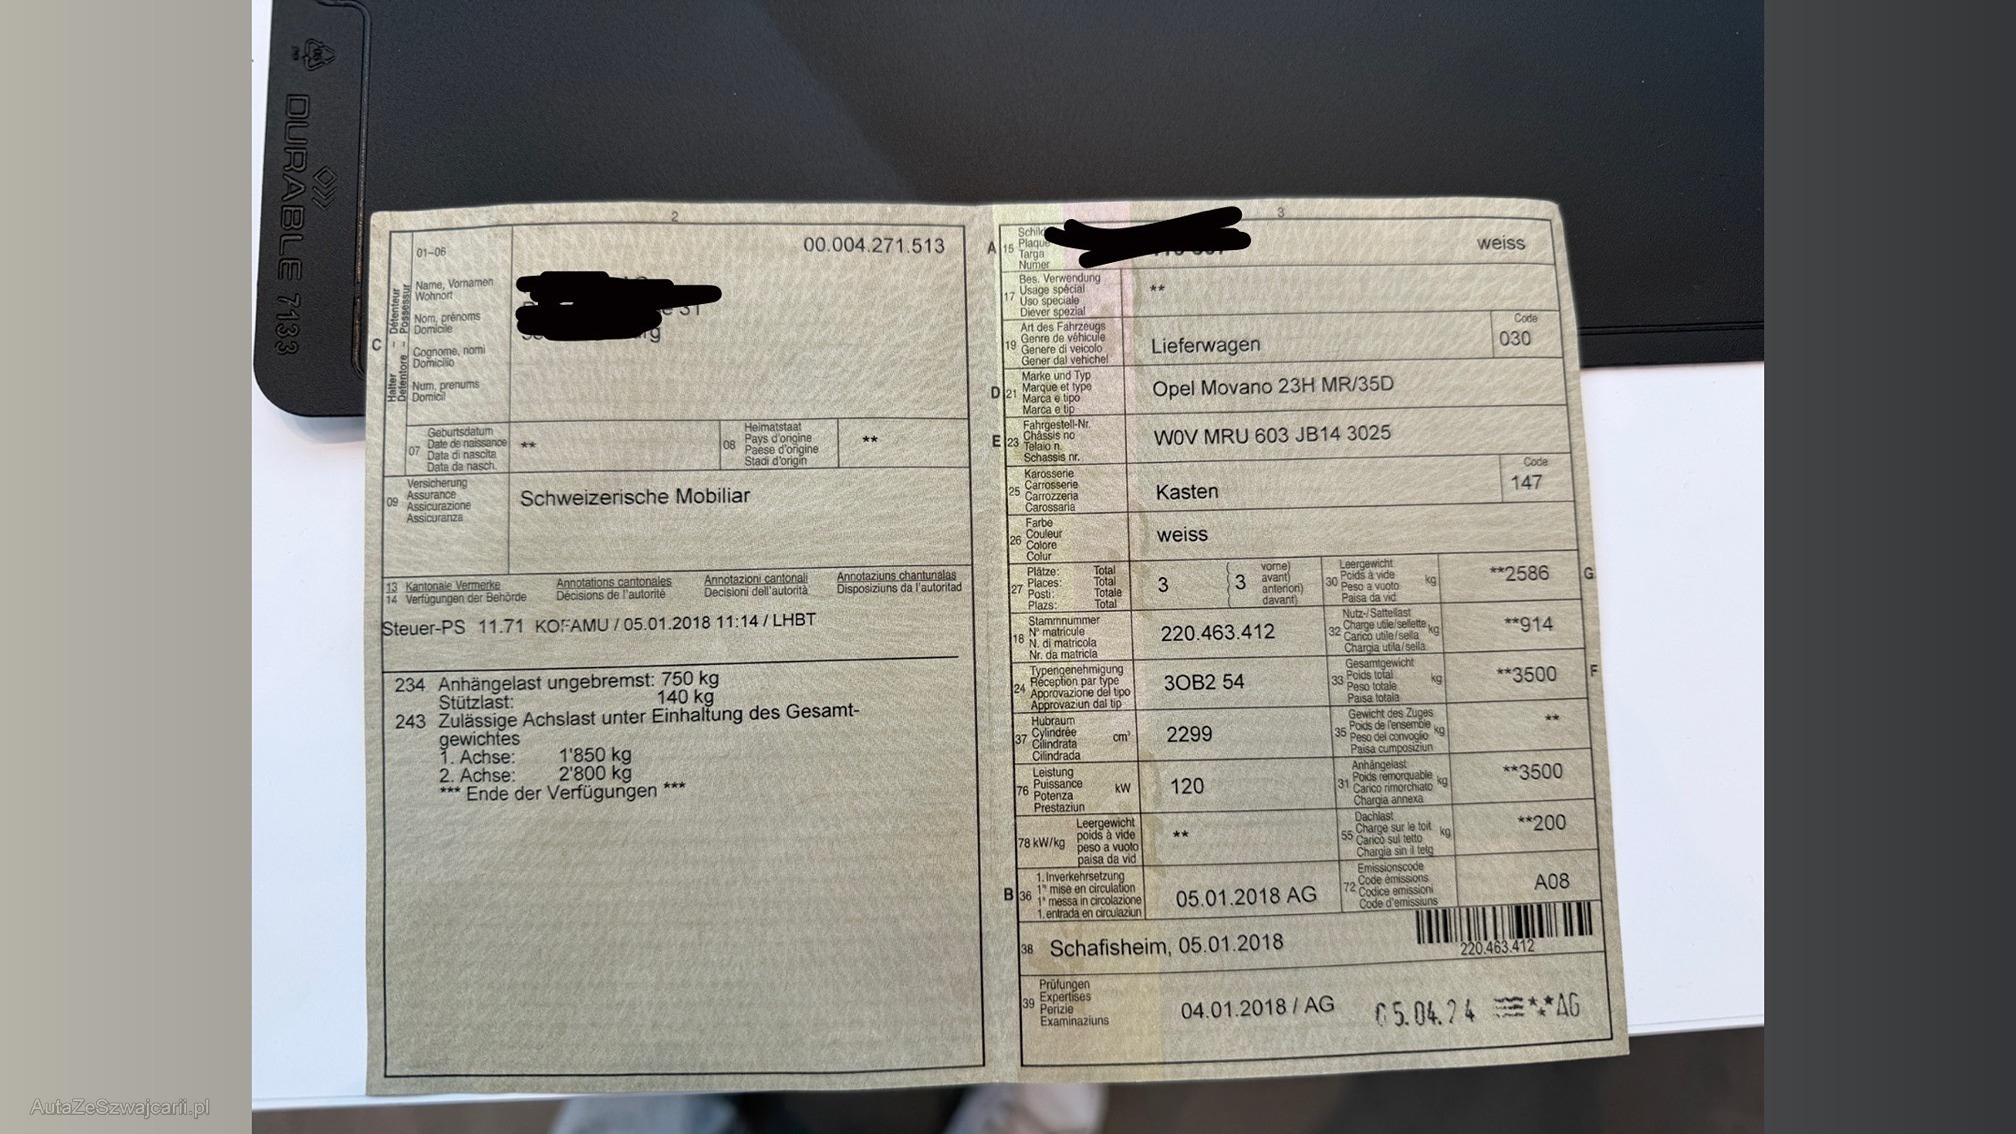 DURABLE 7133
2
01-06
00.004.271.513
C
Halter – Détenteur
Detentore – Possessur
Name, Vornamen
Wohnort
Nom, prénoms
Domicile
Cognome, nomi
Domicilio
Num, prenums
Domicil
07
Geburtsdatum
Date de naissance
Data di nascita
Data da nasch.
**
08
Heimatstaat
Pays d'origine
Paese d'origine
Stadi d'origin
**
09
Versicherung
Assurance
Assicurazione
Assicuranza
Schweizerische Mobiliar
13 Kantonale Vermerke Annotations cantonales Annotazioni cantonali Annotaziuns chantunalas
14 Verfügungen der Behörde Décisions de l'autorité Decisioni dell'autorità Disposiziuns da l'autoritad
Steuer-PS 11.71 KOFAMU / 05.01.2018 11:14 / LHBT
234 Anhängelast ungebremst: 750 kg
Stützlast: 140 kg
243 Zulässige Achslast unter Einhaltung des Gesamt-
gewichtes
1. Achse: 1'850 kg
2. Achse: 2'800 kg
*** Ende der Verfügungen ***
3
A
15
Schild
Plaque
Targa
Numer
weiss
17
Bes. Verwendung
Usage spécial
Uso speciale
Diever spezial
**
19
Art des Fahrzeugs
Genre de véhicule
Genere di veicolo
Gener dal vehichel
Lieferwagen
Code
030
D
21
Marke und Typ
Marque et type
Marca e tipo
Marca e tip
Opel Movano 23H MR/35D
E
23
Fahrgestell-Nr.
Châssis no
Telaio n.
Schassis nr.
W0V MRU 603 JB14 3025
25
Karosserie
Carrosserie
Carrozzeria
Carossaria
Kasten
Code
147
26
Farbe
Couleur
Colore
Colur
weiss
27
Plätze: Total
Places: Total
Posti: Totale
Plazs: Total
3
3
vorne)
avant)
anteriori)
davant)
30
Leergewicht
Poids à vide
Peso a vuoto
Paisa da vid
kg
**2586
G
18
Stammnummer
N° matricule
N. di matricola
Nr. da matricla
220.463.412
32
Nutz-/Sattellast
Charge utile/sellette
Carico utile/sella
Chargia utila/sella
kg
**914
24
Typengenehmigung
Réception par type
Approvazione del tipo
Approvaziun dal tip
3OB2 54
33
Gesamtgewicht
Poids total
Peso totale
Paisa totala
kg
**3500
F
37
Hubraum
Cylindrée
Cilindrata
Cilindrada
cm³
2299
35
Gewicht des Zuges
Poids de l'ensemble
Peso del convoglio
Paisa cumposiziun
kg
**
76
Leistung
Puissance
Potenza
Prestaziun
kW
120
31
Anhängelast
Poids remorquable
Carico rimorchiato
Chargia annexa
kg
**3500
78 kW/kg
Leergewicht
poids à vide
peso a vuoto
paisa da vid
**
55
Dachlast
Charge sur le toit
Carico sul tetto
Chargia sin il tetg
kg
**200
B
36
1. Inverkehrsetzung
1re mise en circulation
1a messa in circolazione
1. entrada en circulaziun
05.01.2018 AG
72
Emissionscode
Code émissions
Codice emissioni
Code d'emissiuns
A08
38
Schafisheim, 05.01.2018
220.463.412
39
Prüfungen
Expertises
Perizie
Examinaziuns
04.01.2018 / AG
05.04.24
AG
AutaZeSzwajcarii.pl